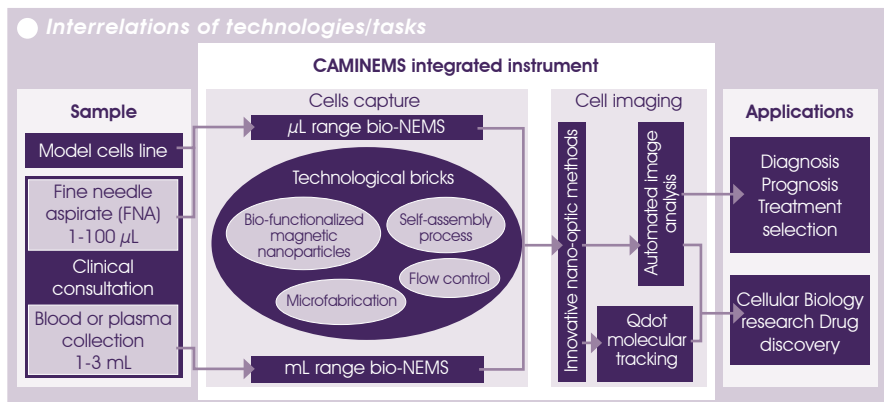 Interrelations of technologies/tasks
CAMINEMS integrated instrument
Sample
Model cells line
Fine needle
aspirate (FNA)
1-100 µL
Clinical
consultation
Blood or plasma
collection
1-3 mL
Cells capture
µL range bio-NEMS
Technological bricks
Bio-functionalized
magnetic
nanoparticles
Self-assembly
process
Flow control
Microfabrication
mL range bio-NEMS
Cell imaging
Innovative nano-optic methods
Automated image
analysis
Qdot
molecular
tracking
Applications
Diagnosis
Prognosis
Treatment
selection
Cellular Biology
research Drug
discovery